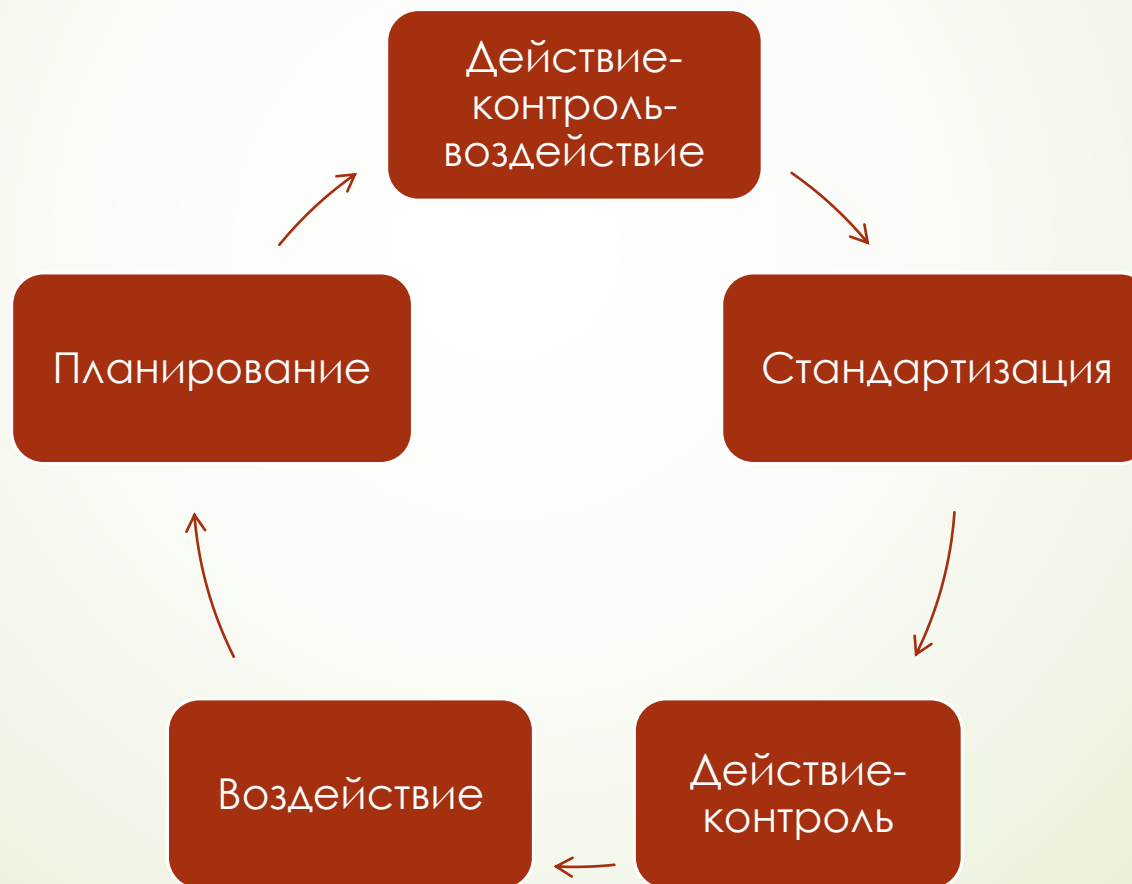 Действие-
контроль-
воздействие
Планирование
Стандартизация
Воздействие
Действие-
контроль